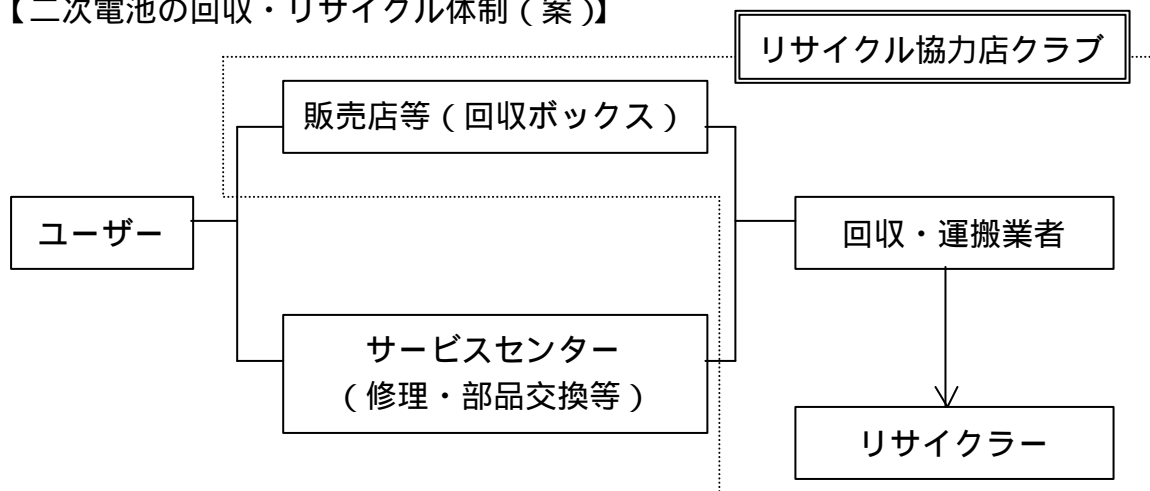 【二次電池の回収・リサイクル体制（案）】
リサイクル協力店クラブ
販売店等（回収ボックス）
ユーザー
回収・運搬業者
サービスセンター
（修理・部品交換等）
リサイクラー